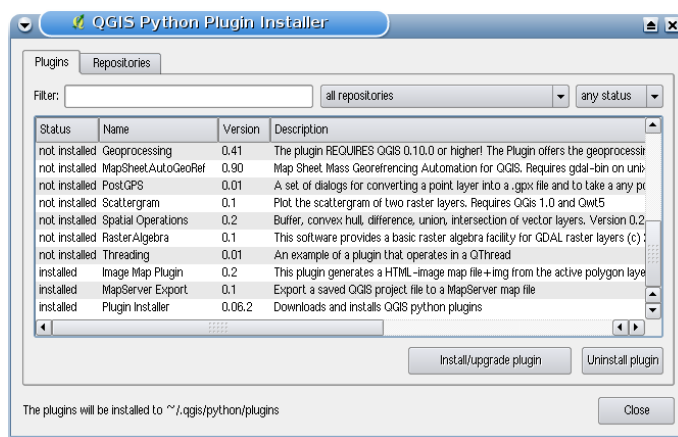 QGIS Python Plugin Installer
Plugins Repositories
Filter: all repositories any status
Status Name Version Description
not installed Geoprocessing 0.41 The plugin REQUIRES QGIS 0.10.0 or higher! The Plugin offers the
not installed MapSheetAutoGeoRef 0.90 Map Sheet Mass Georefrencing Automation for QGIS. Requires gdal-bin on
not installed PostGPS 0.01 A set of dialogs for converting a point layer into a .gpx file and to take a any
not installed Scattergram 0.1 Plot the scattergram of two raster layers. Requires QGis 1.0 and Qwt5
not installed Spatial Operations 0.2 Buffer, convex hull, difference, union, intersection of vector layers. Version 0.2
not installed RasterAlgebra 0.1 This software provides a basic raster algebra facility for GDAL raster layers (c)
not installed Threading 0.01 An example of a plugin that operates in a QThread
installed Image Map Plugin 0.2 This plugin generates a HTML-image map file+img from the active polygon
installed MapServer Export 0.1 Export a saved QGIS project file to a MapServer map file
installed Plugin Installer 0.06.2 Downloads and installs QGIS python plugins
Install/upgrade plugin Uninstall plugin
The plugins will be installed to ~/.qgis/python/plugins Close